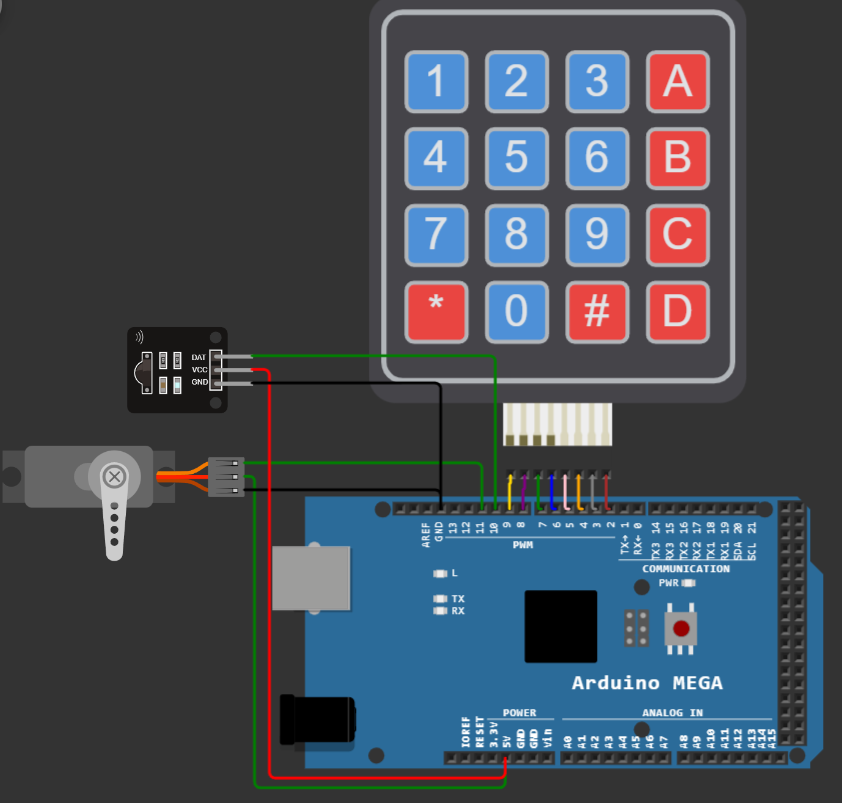 1 2 3 A
4 5 6 B
7 8 9 C
* 0 # D
DAT
VCC
GND
AREF
GND
13
12
11
10
9
8
7
6
5
4
3
2
TX→ 1
RX← 0
TX3 14
RX3 15
TX2 16
RX2 17
TX1 18
RX1 19
SDA 20
SCL 21
PWM
COMMUNICATION
PWR
L
TX
RX
Arduino MEGA
POWER
ANALOG IN
IOREF
RESET
3.3V
5V
GND
GND
Vin
A0
A1
A2
A3
A4
A5
A6
A7
A8
A9
A10
A11
A12
A13
A14
A15